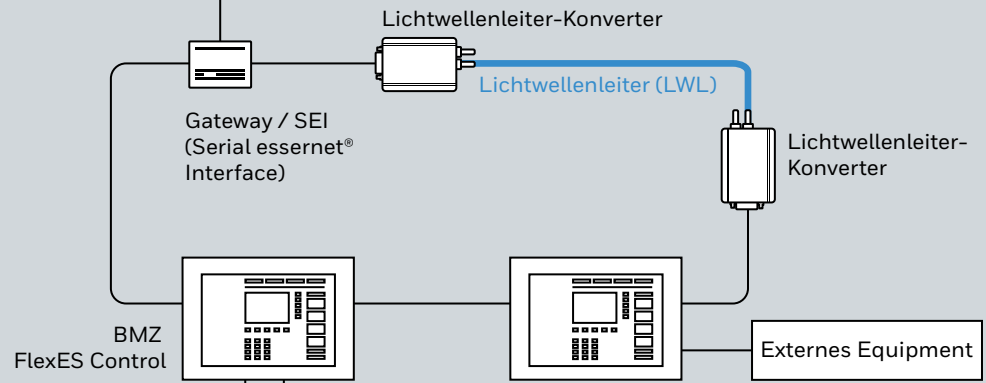 Lichtwellenleiter-Konverter
Lichtwellenleiter (LWL)
Gateway / SEI
(Serial essernet®
Interface)
Lichtwellenleiter-
Konverter
BMZ
FlexES Control
Externes Equipment